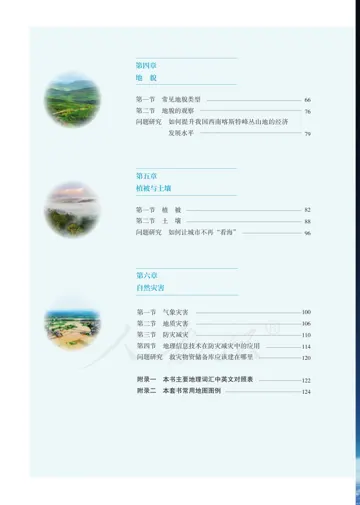 第四章
地 貌
第一节 常见地貌类型 66
第二节 地貌的观察 76
问题研究 如何提升我国西南喀斯特峰丛山地的经济
发展水平 79
第五章
植被与土壤
第一节 植 被 82
第二节 土 壤 88
问题研究 如何让城市不再“看海” 96
第六章
自然灾害
第一节 气象灾害 100
第二节 地质灾害 106
第三节 防灾减灾 110
第四节 地理信息技术在防灾减灾中的应用 114
问题研究 救灾物资储备库应该建在哪里 120
附录一 本书主要地理词汇中英文对照表 122
附录二 本套书常用地图图例 124